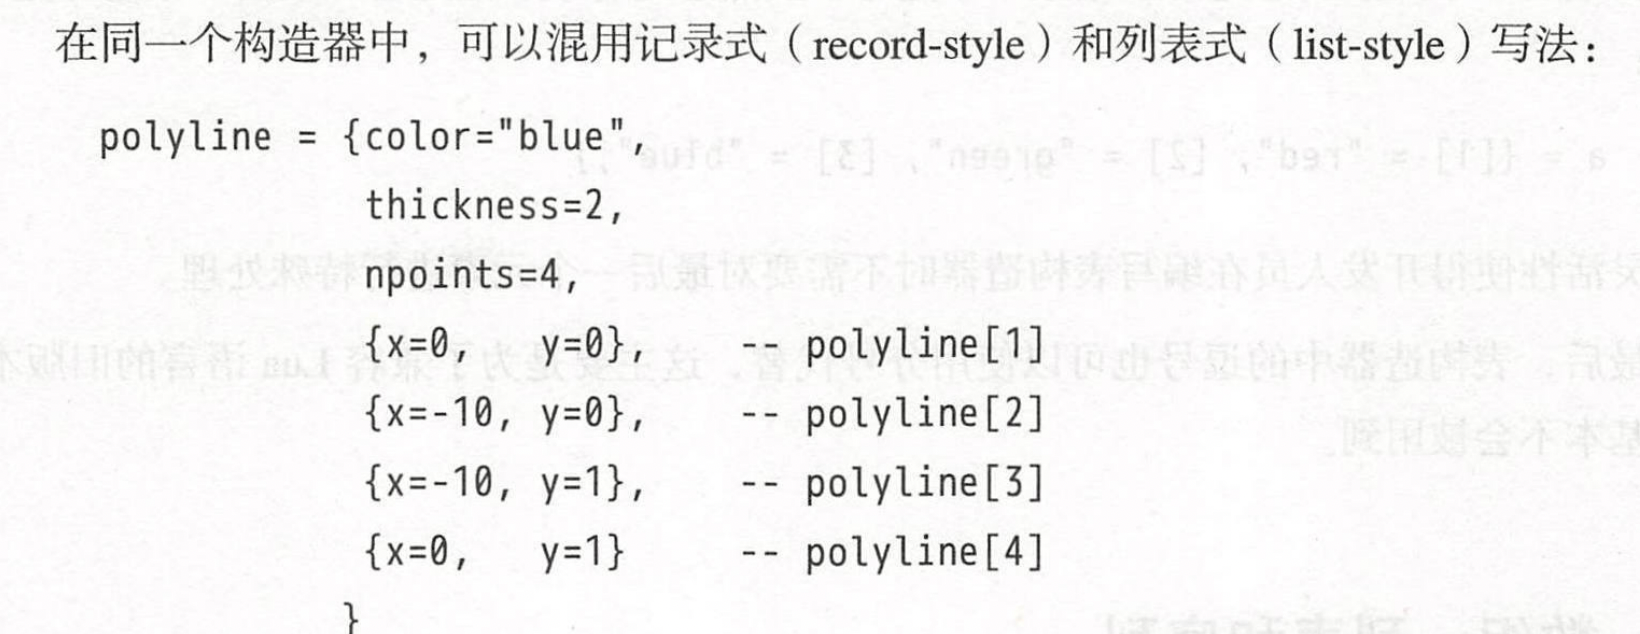 在同一个构造器中，可以混用记录式（record-style）和列表式（list-style）写法：
polyline = {color="blue",
thickness=2,
npoints=4,
{x=0,   y=0},    -- polyline[1]
{x=-10, y=0},    -- polyline[2]
{x=-10, y=1},    -- polyline[3]
{x=0,   y=1}     -- polyline[4]
}